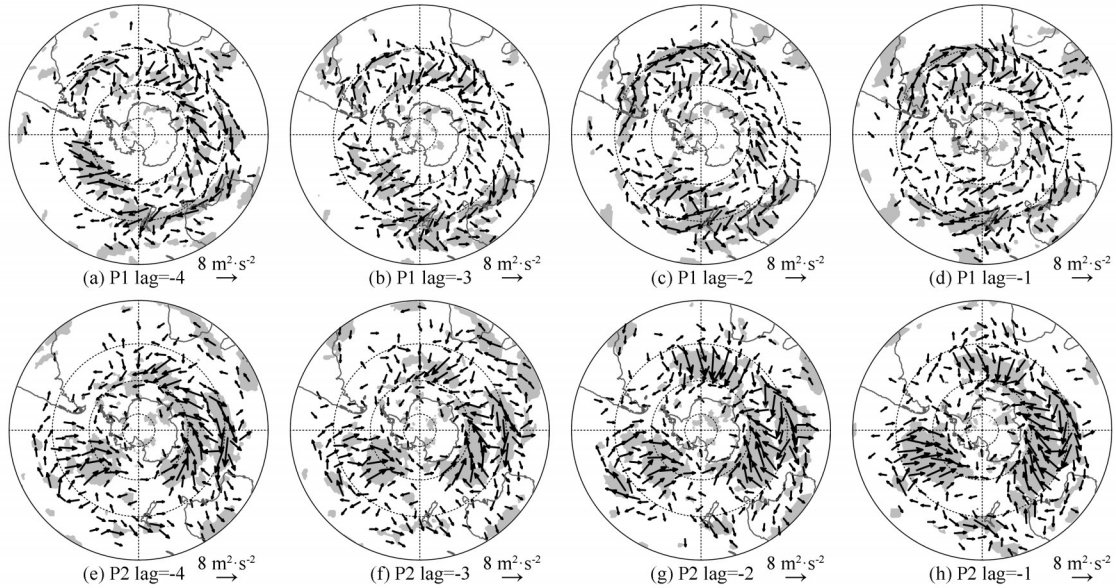 8 m²·s⁻² 8 m²·s⁻² 8 m²·s⁻² 8 m²·s⁻²
(a) P1 lag=-4 (b) P1 lag=-3 (c) P1 lag=-2 (d) P1 lag=-1
8 m²·s⁻² 8 m²·s⁻² 8 m²·s⁻² 8 m²·s⁻²
(e) P2 lag=-4 (f) P2 lag=-3 (g) P2 lag=-2 (h) P2 lag=-1